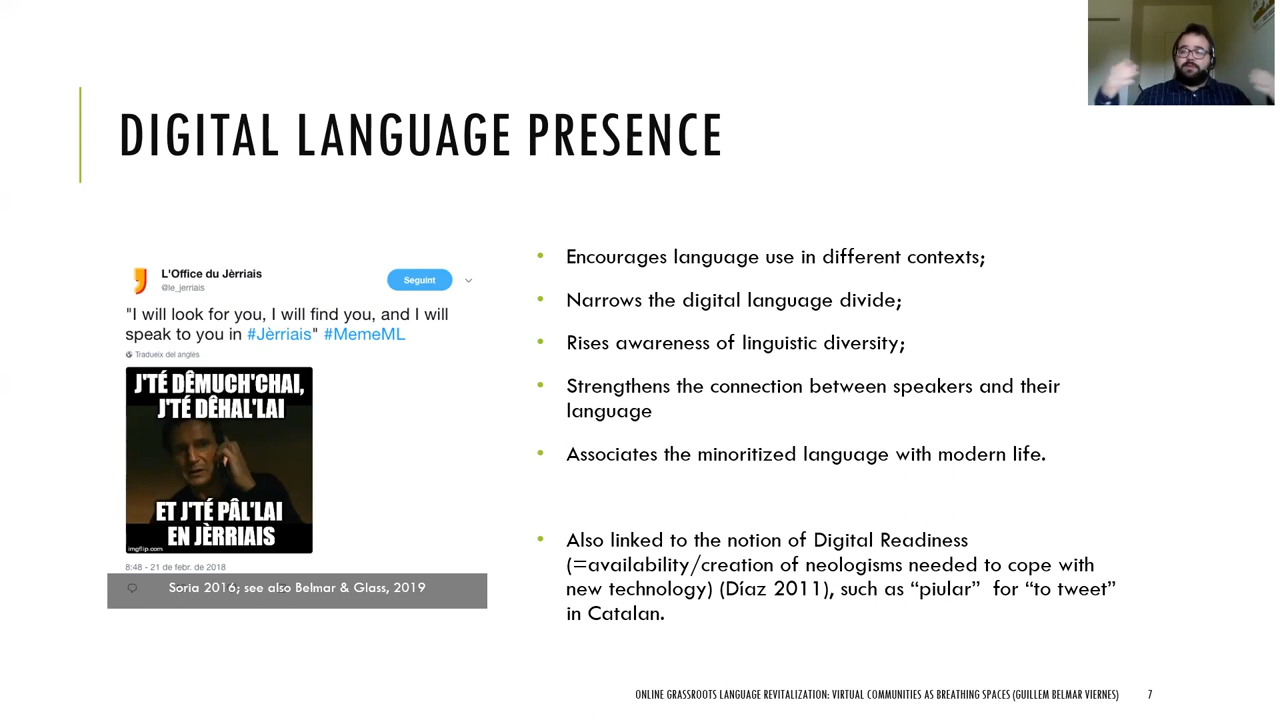 DIGITAL LANGUAGE PRESENCE
L'Office du Jèrriais
@le_jerriais
Seguint
"I will look for you, I will find you, and I will
speak to you in #Jèrriais" #MemeML
Tradueix del anglès
J'TÉ DÊMUCH'CHAI,
J'TÉ DÊHAL'LAI
ET J'TÉ PÂL'LAI
EN JÈRRIAIS
imgflip.com
8:48 - 21 de febr. de 2018
Soria 2016; see also Belmar & Glass, 2019
• Encourages language use in different contexts;
• Narrows the digital language divide;
• Rises awareness of linguistic diversity;
• Strengthens the connection between speakers and their
language
• Associates the minoritized language with modern life.
• Also linked to the notion of Digital Readiness
(=availability/creation of neologisms needed to cope with
new technology) (Díaz 2011), such as “piular” for “to tweet”
in Catalan.
ONLINE GRASSROOTS LANGUAGE REVITALIZATION: VIRTUAL COMMUNITIES AS BREATHING SPACES (GUILLEM BELMAR VIERNES) 7